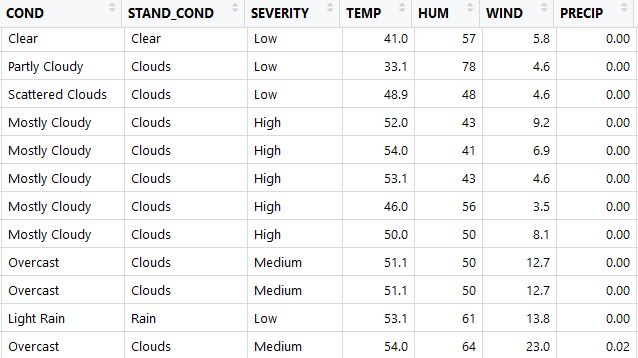 COND STAND_COND SEVERITY TEMP HUM WIND PRECIP
Clear Clear Low 41.0 57 5.8 0.00
Partly Cloudy Clouds Low 33.1 78 4.6 0.00
Scattered Clouds Clouds Low 48.9 48 4.6 0.00
Mostly Cloudy Clouds High 52.0 43 9.2 0.00
Mostly Cloudy Clouds High 54.0 41 6.9 0.00
Mostly Cloudy Clouds High 53.1 43 4.6 0.00
Mostly Cloudy Clouds High 46.0 56 3.5 0.00
Mostly Cloudy Clouds High 50.0 50 8.1 0.00
Overcast Clouds Medium 51.1 50 12.7 0.00
Overcast Clouds Medium 51.1 50 12.7 0.00
Light Rain Rain Low 53.1 61 13.8 0.00
Overcast Clouds Medium 54.0 64 23.0 0.02